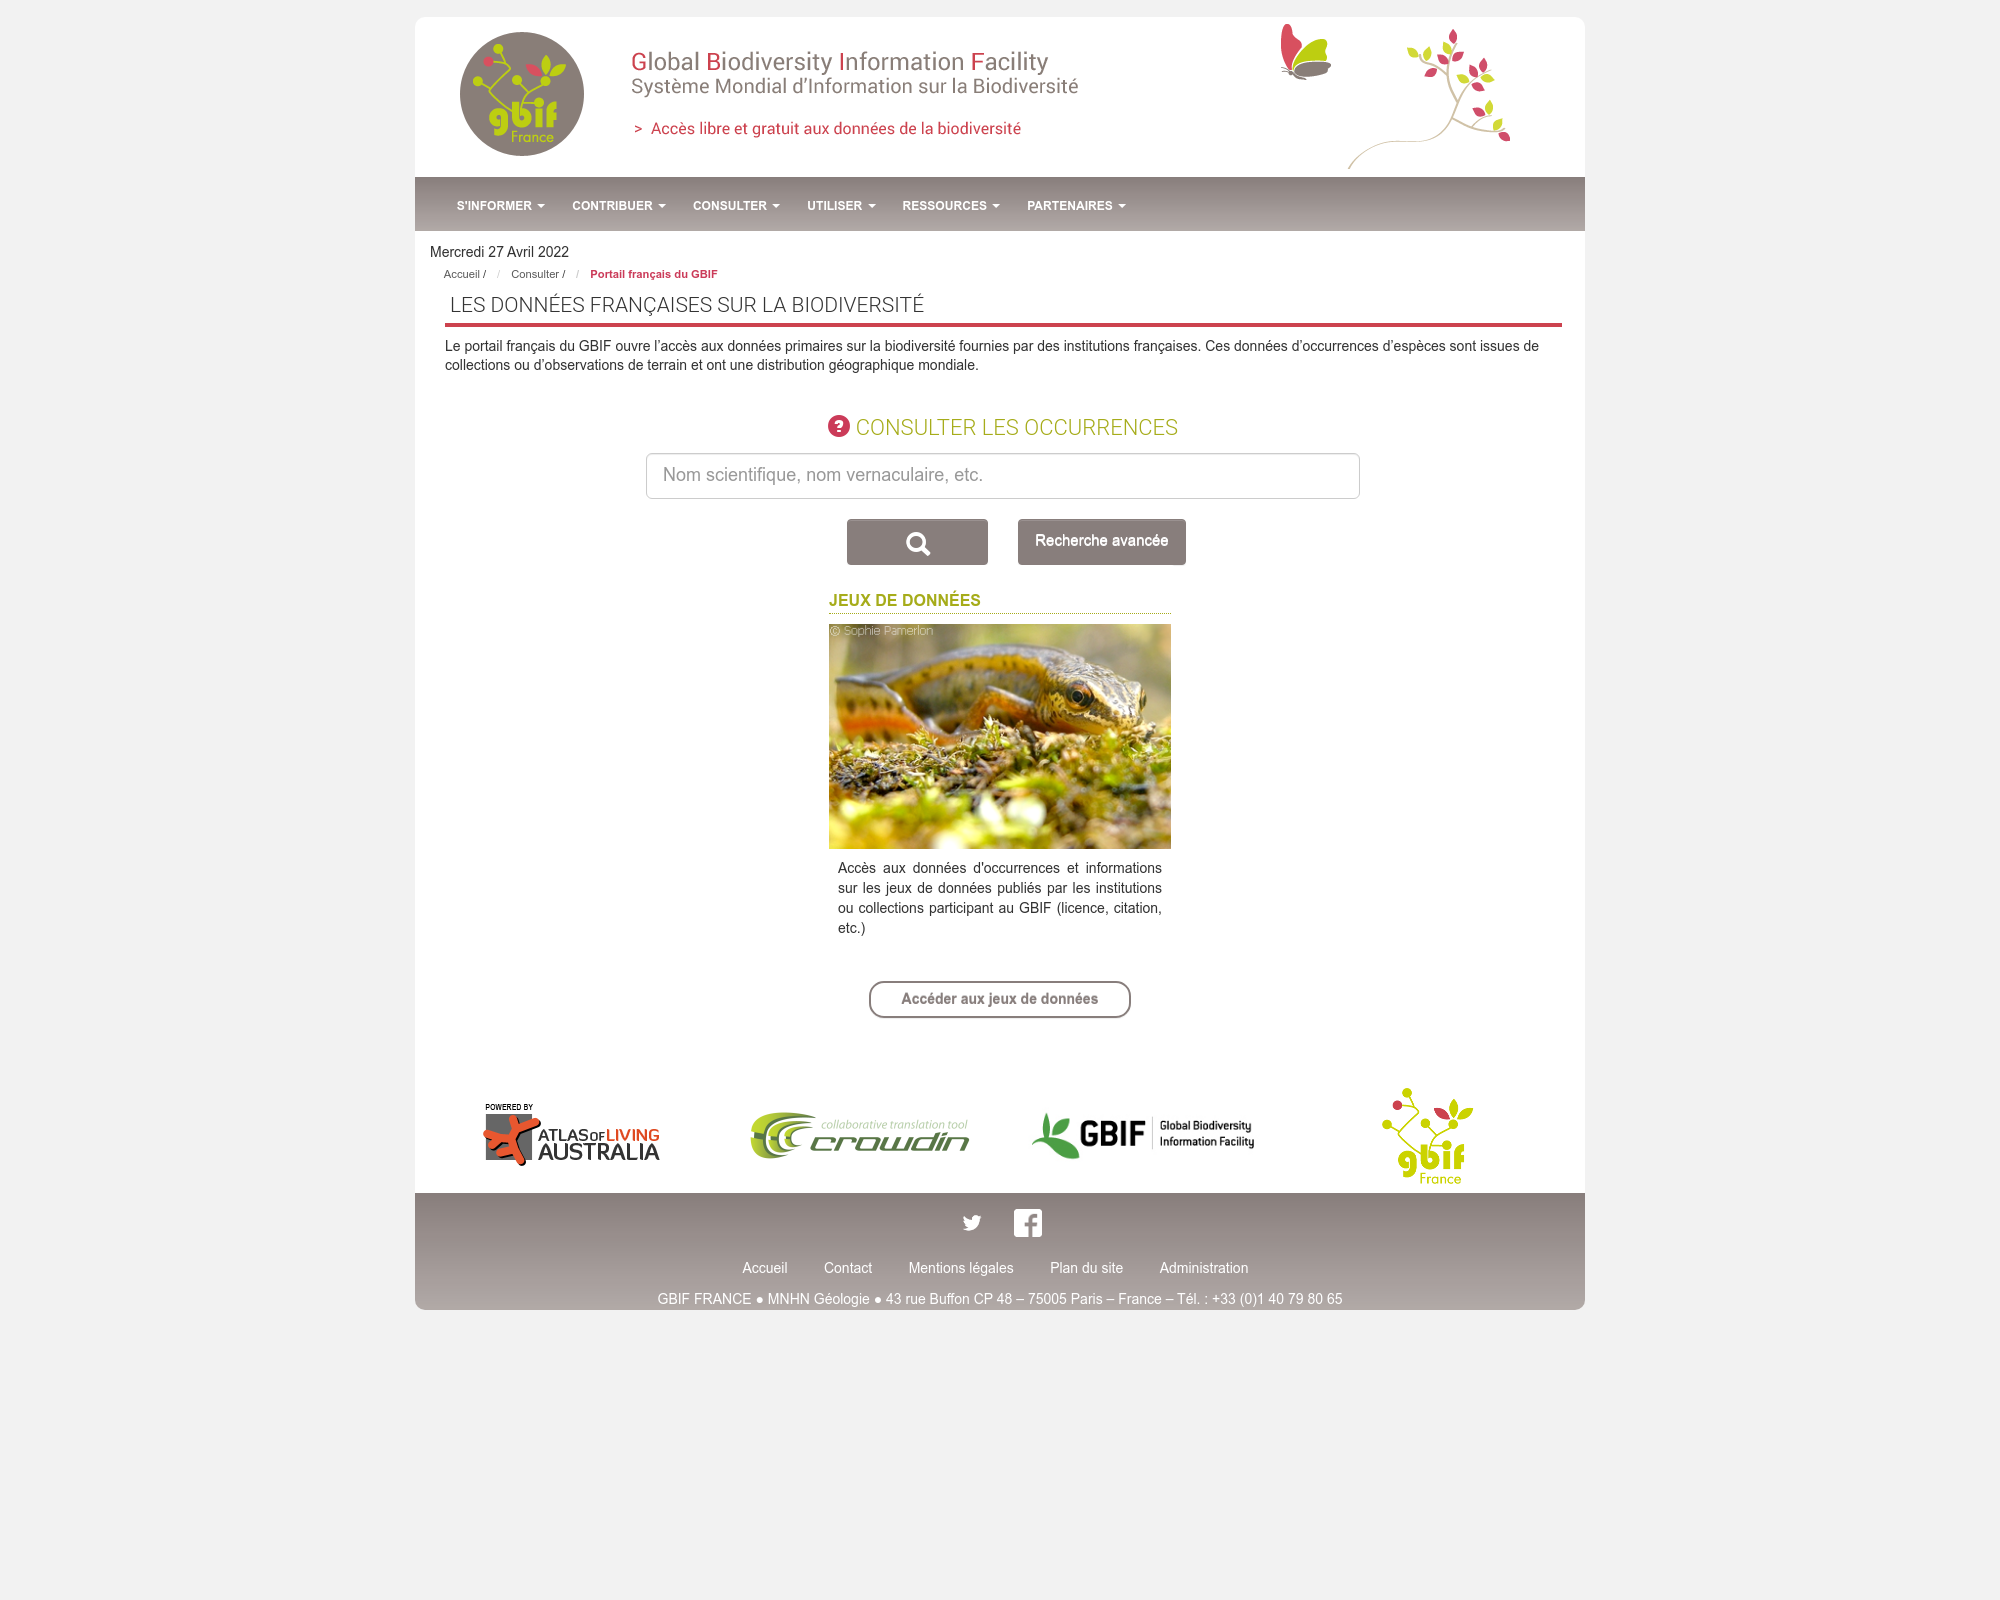 gbif
France
Global Biodiversity Information Facility
Système Mondial d'Information sur la Biodiversité
> Accès libre et gratuit aux données de la biodiversité
S'INFORMER CONTRIBUER CONSULTER UTILISER RESSOURCES PARTENAIRES
Mercredi 27 Avril 2022
Accueil / / Consulter / / Portail français du GBIF
LES DONNÉES FRANÇAISES SUR LA BIODIVERSITÉ
Le portail français du GBIF ouvre l'accès aux données primaires sur la biodiversité fournies par des institutions françaises. Ces données d'occurrences d'espèces sont issues de
collections ou d'observations de terrain et ont une distribution géographique mondiale.
? CONSULTER LES OCCURRENCES
Nom scientifique, nom vernaculaire, etc.
Recherche avancée
JEUX DE DONNÉES
© Sophie Pamerlon
Accès aux données d'occurrences et informations
sur les jeux de données publiés par les institutions
ou collections participant au GBIF (licence, citation,
etc.)
Accéder aux jeux de données
POWERED BY
ATLAS OF LIVING
AUSTRALIA
collaborative translation tool
crowdin
GBIF
Global Biodiversity
Information Facility
gbif
France
Accueil Contact Mentions légales Plan du site Administration
GBIF FRANCE ● MNHN Géologie ● 43 rue Buffon CP 48 – 75005 Paris – France – Tél. : +33 (0)1 40 79 80 65